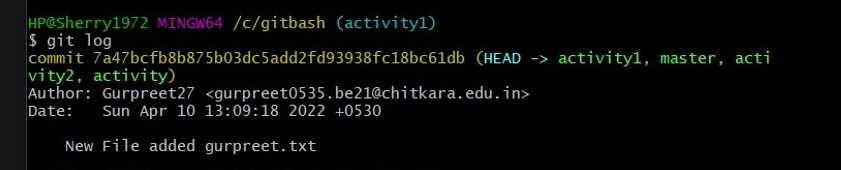 HP@Sherry1972 MINGW64 /c/gitbash (activity1)
$ git log
commit 7a47bcfb8b875b03dc5add2fd93938fc18bc61db (HEAD -> activity1, master, acti
vity2, activity)
Author: Gurpreet27 <gurpreet0535.be21@chitkara.edu.in>
Date:   Sun Apr 10 13:09:18 2022 +0530
    New File added gurpreet.txt